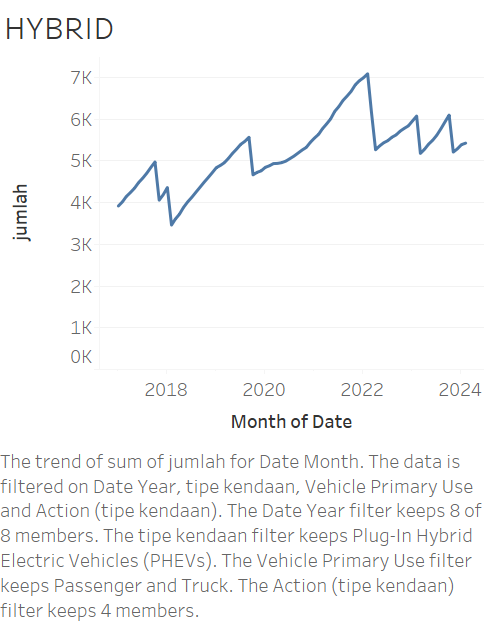 HYBRID
7K
6K
5K
4K
3K
2K
1K
0K
jumlah
2018 2020 2022 2024
Month of Date
The trend of sum of jumlah for Date Month. The data is
filtered on Date Year, tipe kendaan, Vehicle Primary Use
and Action (tipe kendaan). The Date Year filter keeps 8 of
8 members. The tipe kendaan filter keeps Plug-In Hybrid
Electric Vehicles (PHEVs). The Vehicle Primary Use filter
keeps Passenger and Truck. The Action (tipe kendaan)
filter keeps 4 members.